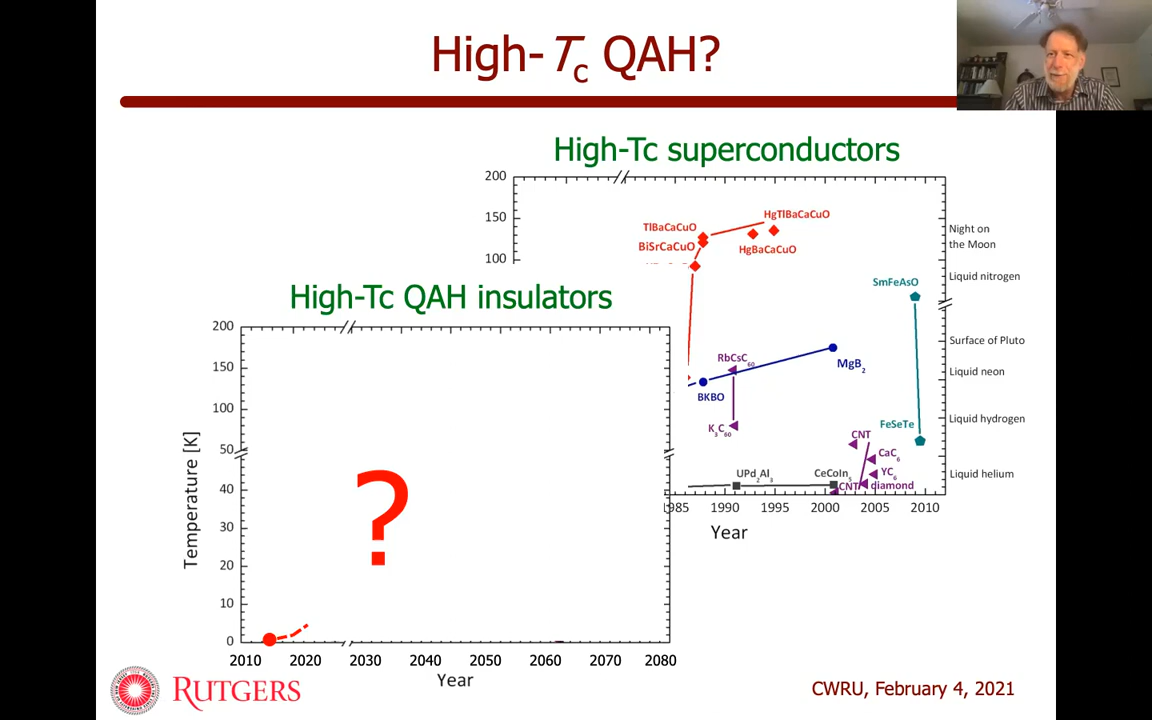 High-Tc QAH?
High-Tc superconductors
200
150
100
TlBaCaCuO
BiSrCaCuO
HgTlBaCaCuO
HgBaCaCuO
SmFeAsO
RbCsC60
BKBO
MgB2
K3C60
FeSeTe
CNT
CaC6
YC6
diamond
CNT
UPd2Al3
CeCoIn5
Night on
the Moon
Liquid nitrogen
Surface of Pluto
Liquid neon
Liquid hydrogen
Liquid helium
985 1990 1995 2000 2005 2010
Year
High-Tc QAH insulators
200
150
100
50
40
30
20
10
0
Temperature [K]
?
2010 2020 2030 2040 2050 2060 2070 2080
Year
RUTGERS
CWRU, February 4, 2021